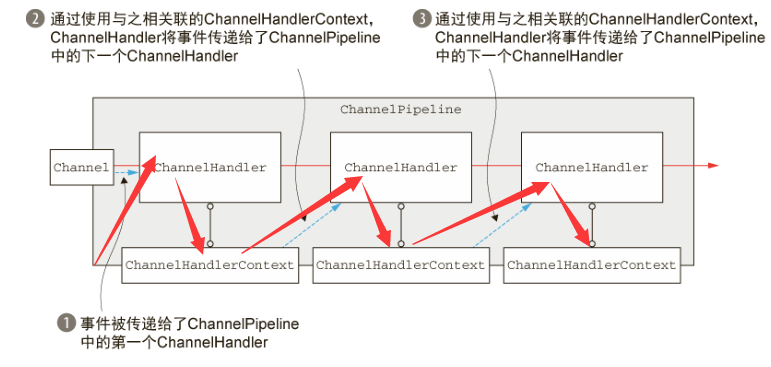 2 通过使用与之相关联的ChannelHandlerContext，
ChannelHandler将事件传递给了ChannelPipeline
中的下一个ChannelHandler
3 通过使用与之相关联的ChannelHandlerContext，
ChannelHandler将事件传递给了ChannelPipeline
中的下一个ChannelHandler
ChannelPipeline
Channel
ChannelHandler
ChannelHandler
ChannelHandler
ChannelHandlerContext
ChannelHandlerContext
ChannelHandlerContext
1 事件被传递给了ChannelPipeline
中的第一个ChannelHandler